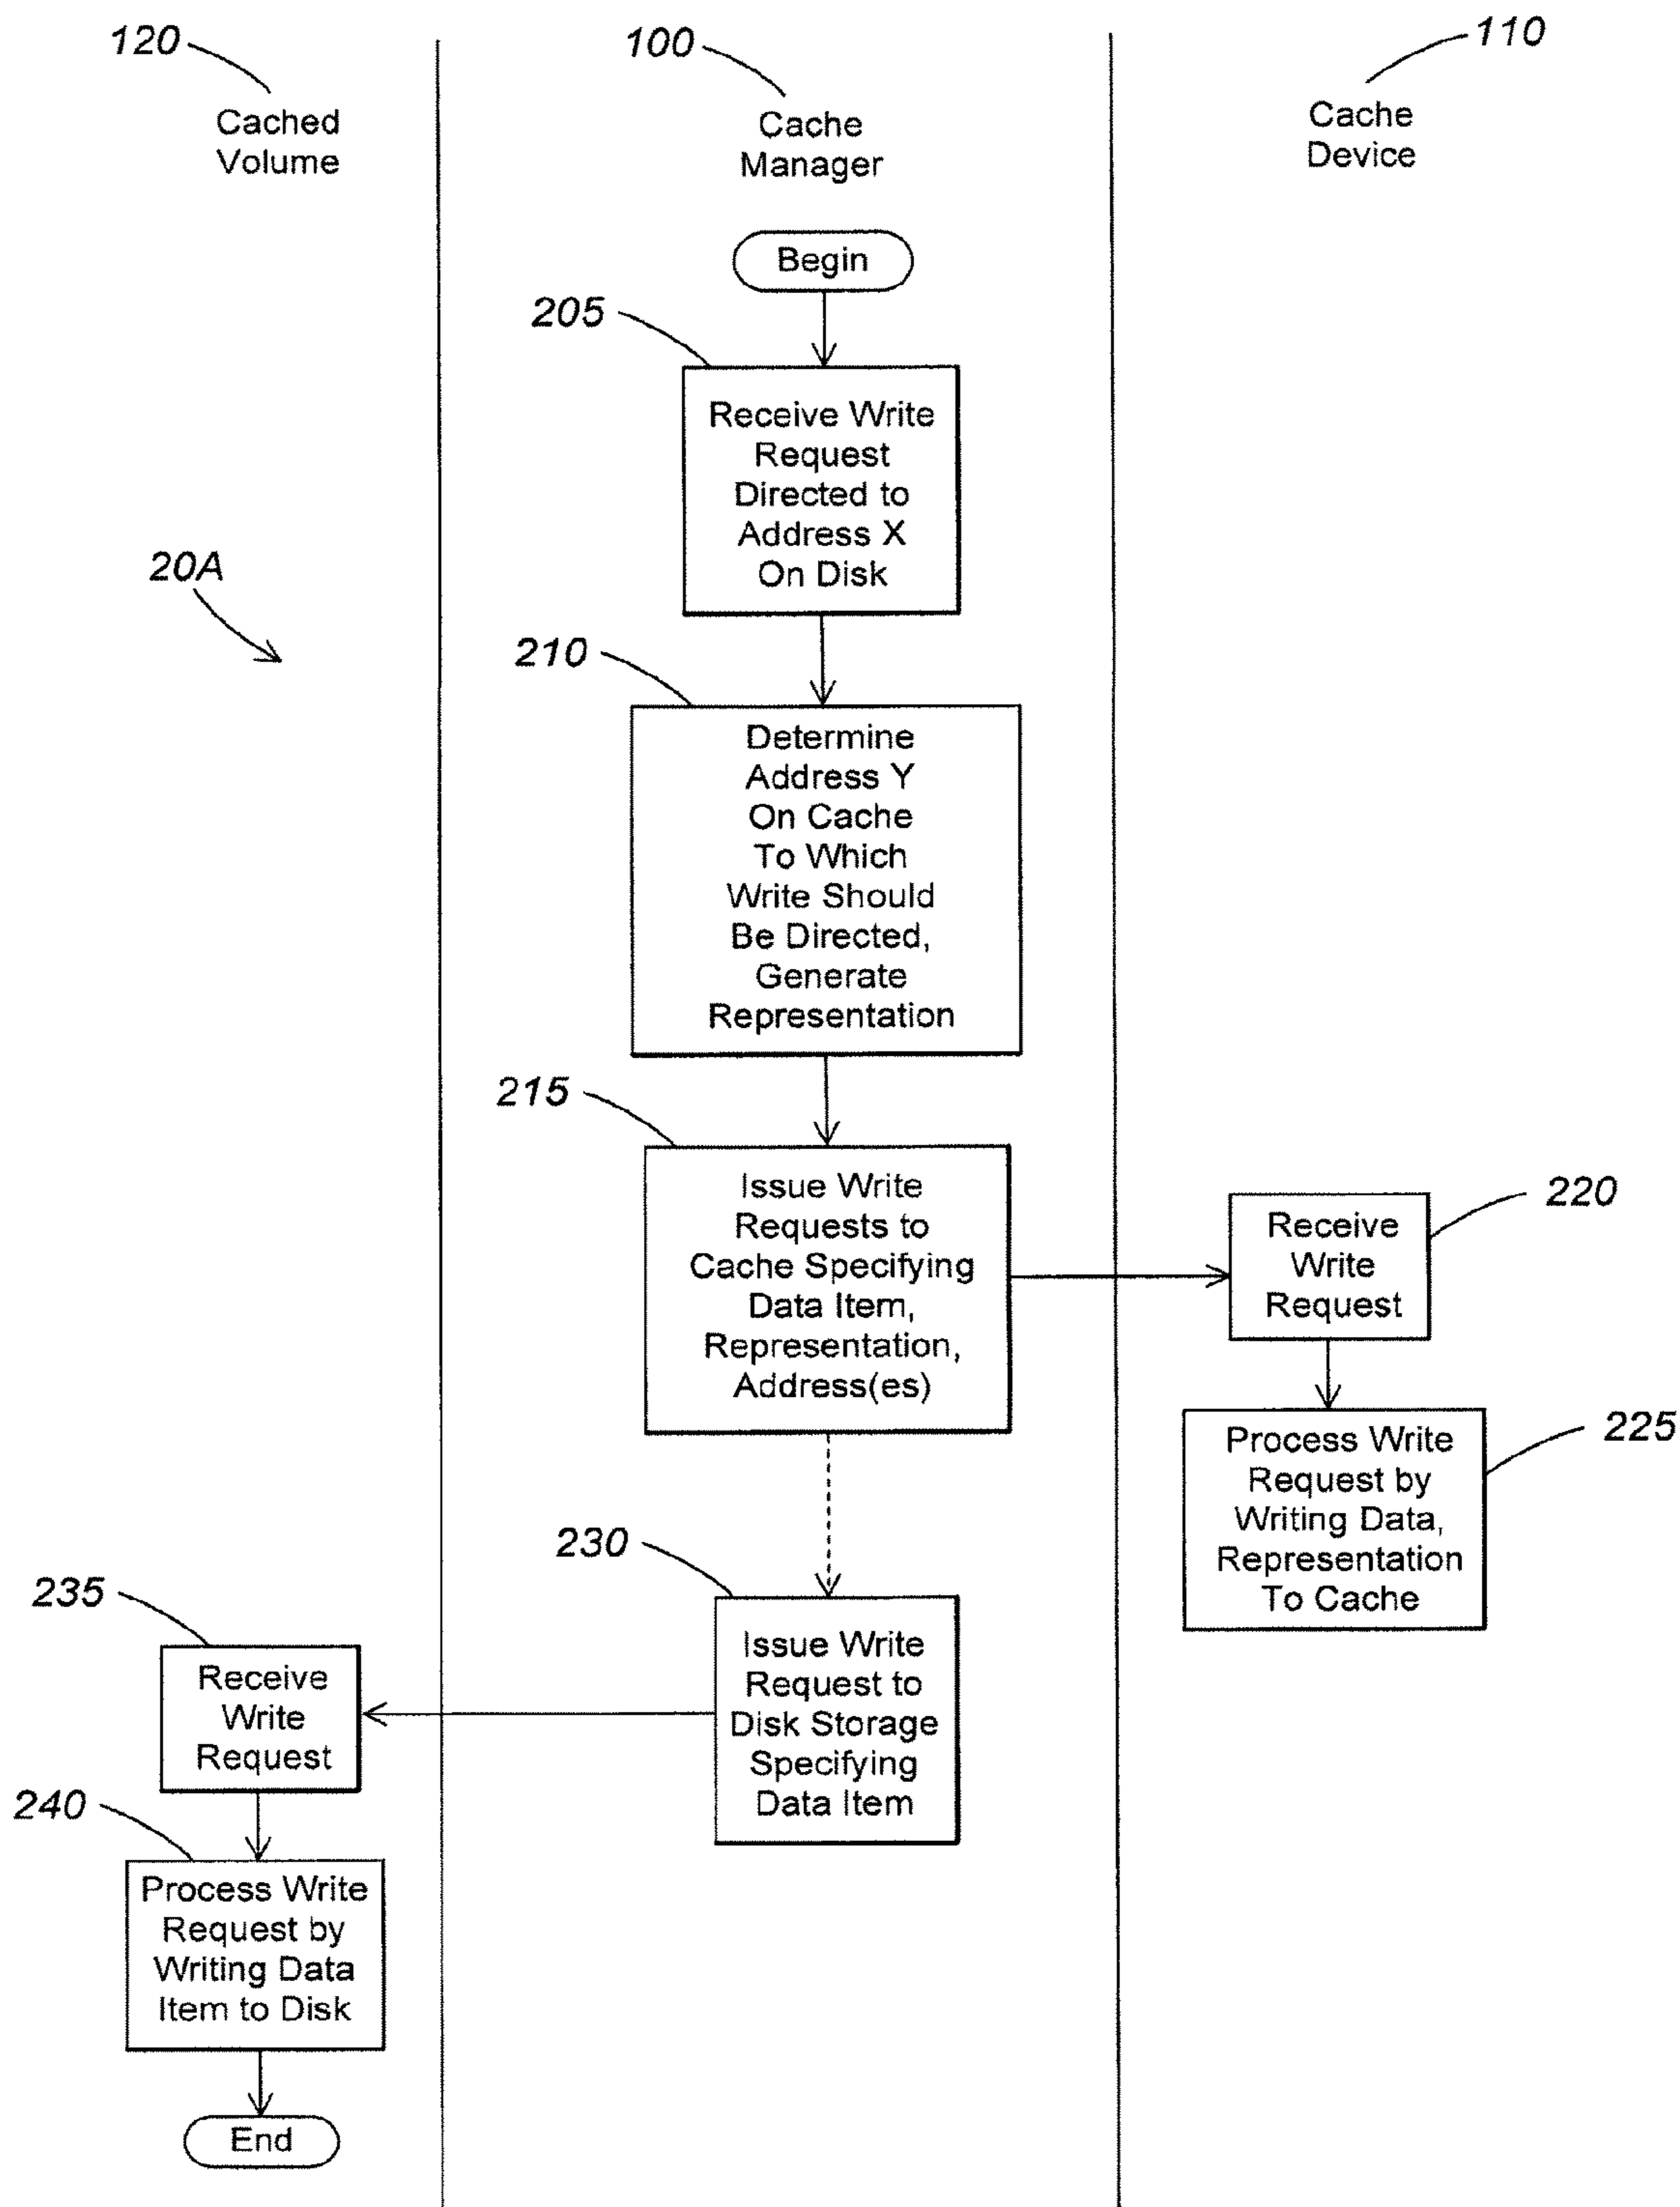 120
100
110
Cached
Volume
Cache
Manager
Cache
Device
Begin
205
Receive Write
Request
Directed to
Address X
On Disk
20A
210
Determine
Address Y
On Cache
To Which
Write Should
Be Directed,
Generate
Representation
215
Issue Write
Requests to
Cache Specifying
Data Item,
Representation,
Address(es)
220
Receive
Write
Request
225
Process Write
Request by
Writing Data,
Representation
To Cache
230
Issue Write
Request to
Disk Storage
Specifying
Data Item
235
Receive
Write
Request
240
Process Write
Request by
Writing Data
Item to Disk
End